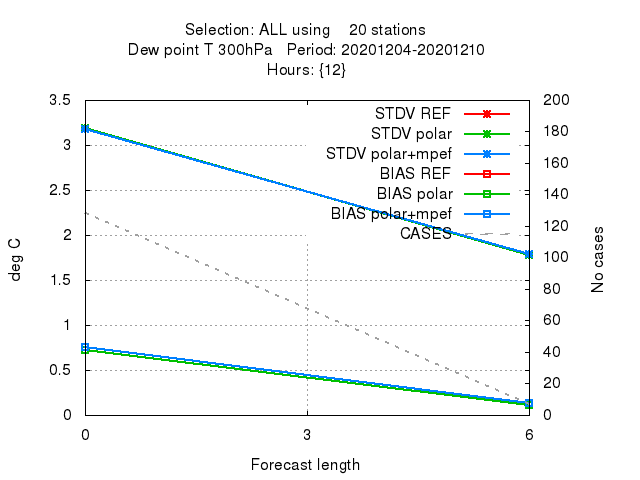 Selection: ALL using 20 stations
Dew point T 300hPa Period: 20201204-20201210
Hours: {12}
3.5
3
2.5
2
1.5
1
0.5
0
200
180
160
140
120
100
80
60
40
20
0
STDV REF
STDV polar
STDV polar+mpef
BIAS REF
BIAS polar
BIAS polar+mpef
CASES
deg C
No cases
0 3 6
Forecast length